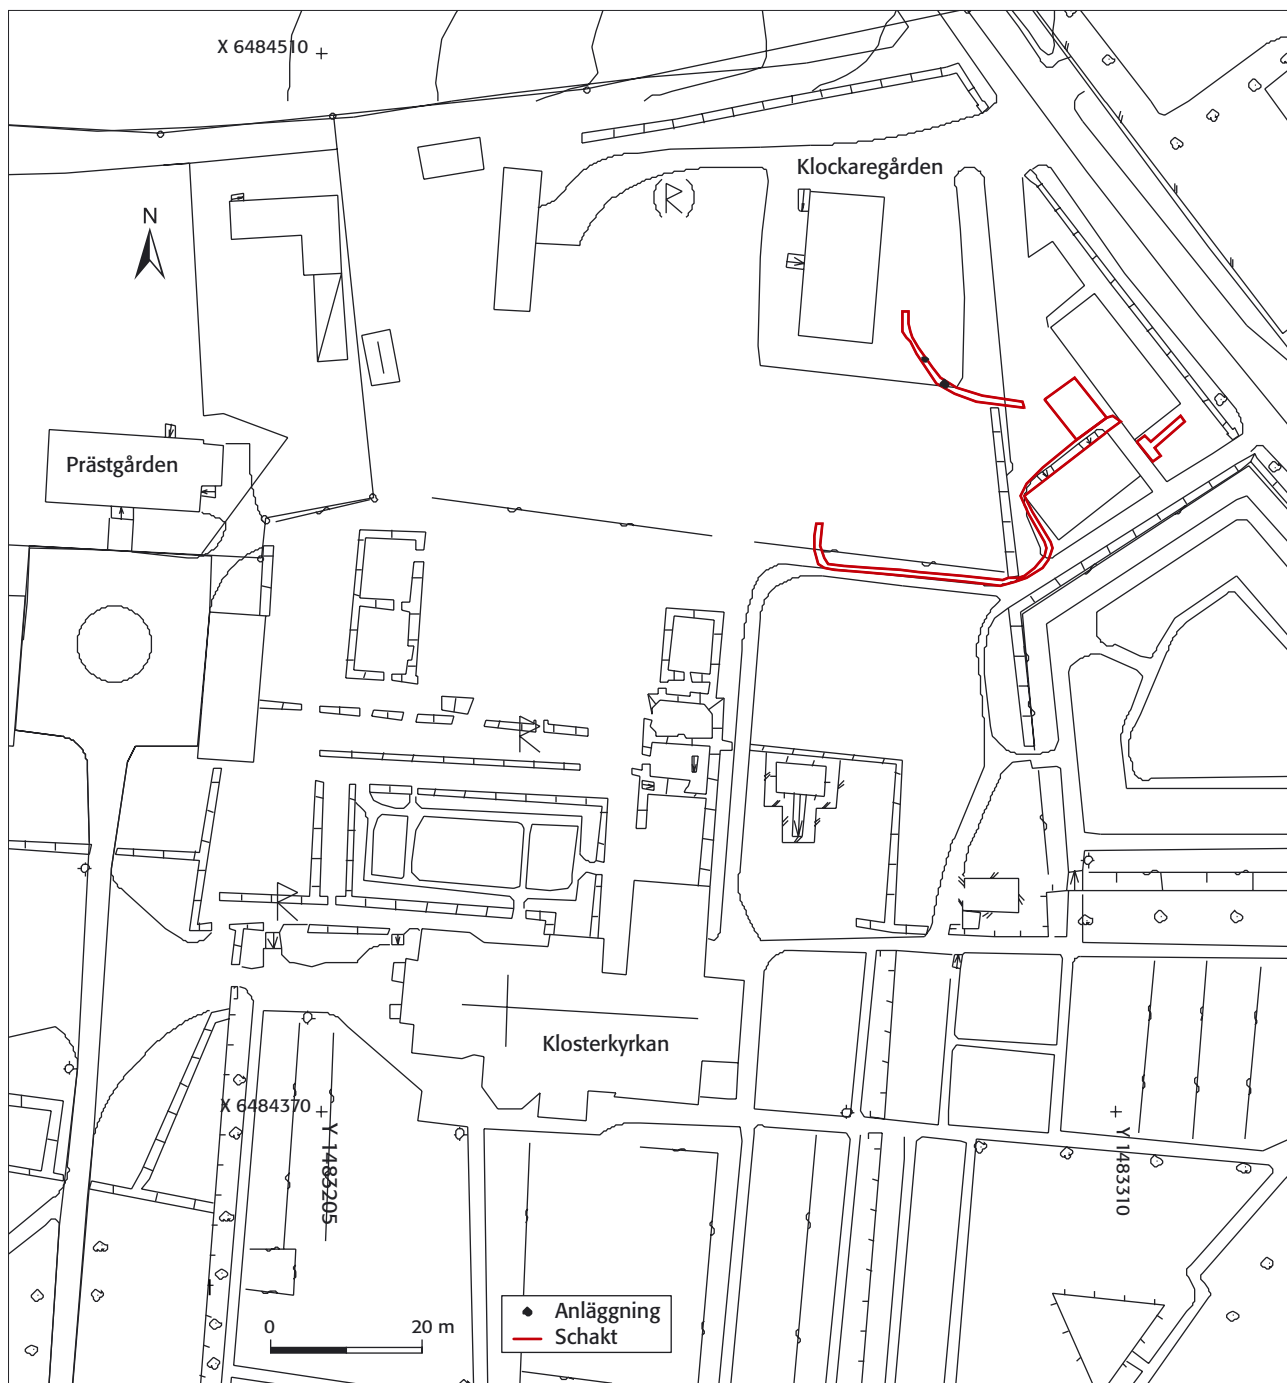 X 6484510
Klockaregården
N
Prästgården
R
R
R
Klosterkyrkan
X 6484370
Y 1483205
Y 1483310
Anläggning
Schakt
0 20 m